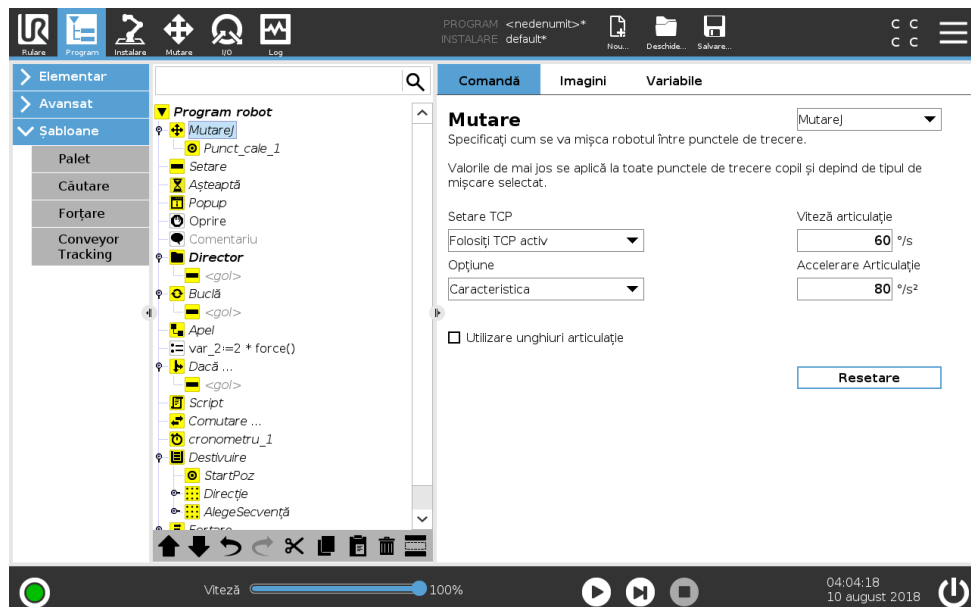 PROGRAM <nedenumit>*
INSTALARE default*
Rulare
Program
Instalare
Mutare
I/O
Log
Nou...
Deschide...
Salvare...
C C
C C
Elementar
Avansat
Șabloane
Palet
Căutare
Forțare
Conveyor
Tracking
Program robot
MutareJ
Punct_cale_1
Setare
Așteaptă
Popup
Oprire
Comentariu
Director
<gol>
Buclă
<gol>
Apel
var_2:=2 * force()
Dacă ...
<gol>
Script
Comutare ...
cronometru_1
Destivuire
StartPoz
Direcție
AlegeSecvență
Forțare
Comandă
Imagini
Variabile
Mutare
MutareJ
Specificați cum se va mișca robotul între punctele de trecere.
Valorile de mai jos se aplică la toate punctele de trecere copil și depind de tipul de
mișcare selectat.
Setare TCP
Viteză articulație
Folosiți TCP activ
60 °/s
Opțiune
Accelerare Articulație
Caracteristica
80 °/s²
Utilizare unghiuri articulație
Resetare
Viteză
100%
04:04:18
10 august 2018